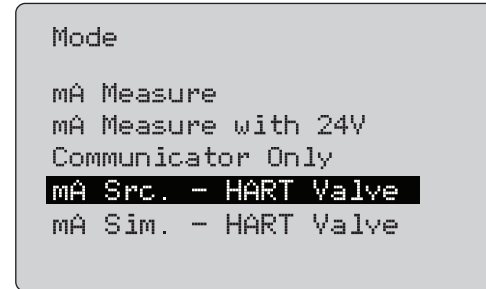 Mode
mA Measure
mA Measure with 24V
Communicator Only
mA Src. - HART Valve
mA Sim. - HART Valve